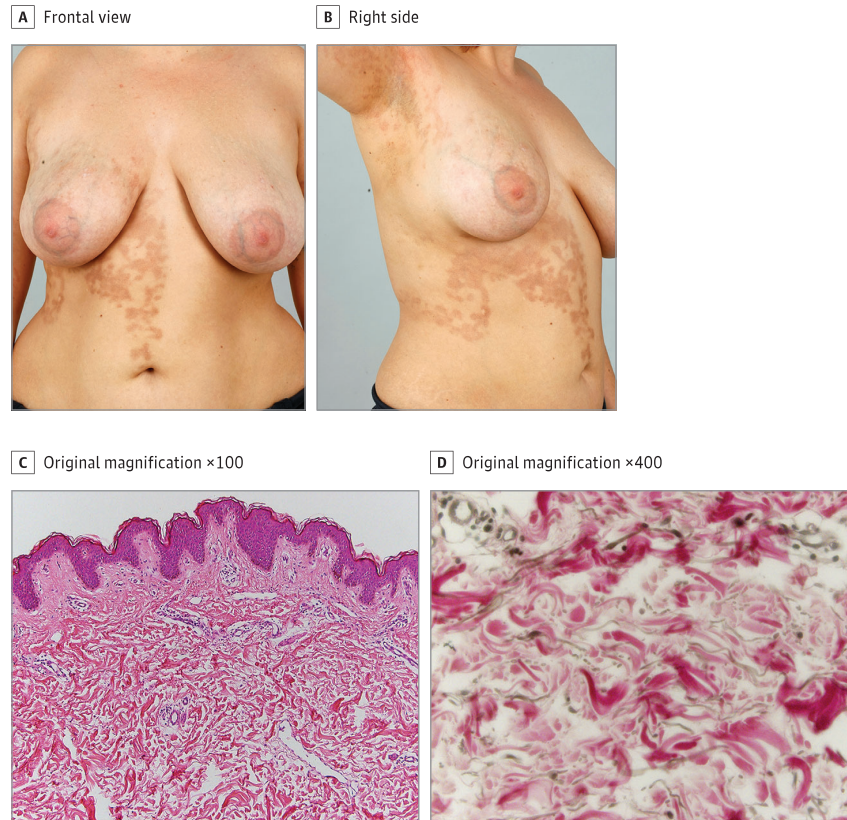 A Frontal view
B Right side
C Original magnification ×100
D Original magnification ×400